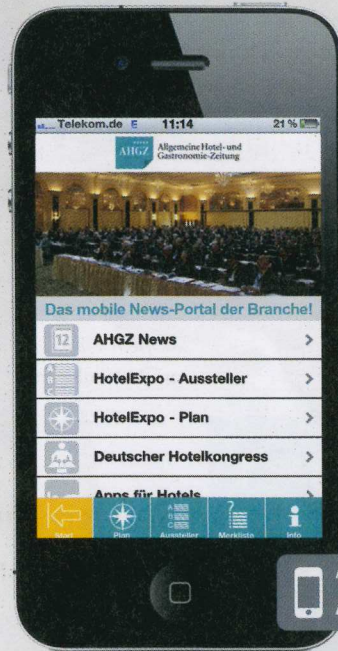 Telekom.de E 11:14 21 %
AHGZ Allgemeine Hotel- und
Gastronomie-Zeitung
Das mobile News-Portal der Branche!
12 AHGZ News
A
B
C
HotelExpo - Aussteller
HotelExpo - Plan
Deutscher Hotelkongress
Apps für Hotels
Start Plan Aussteller Merkliste Info